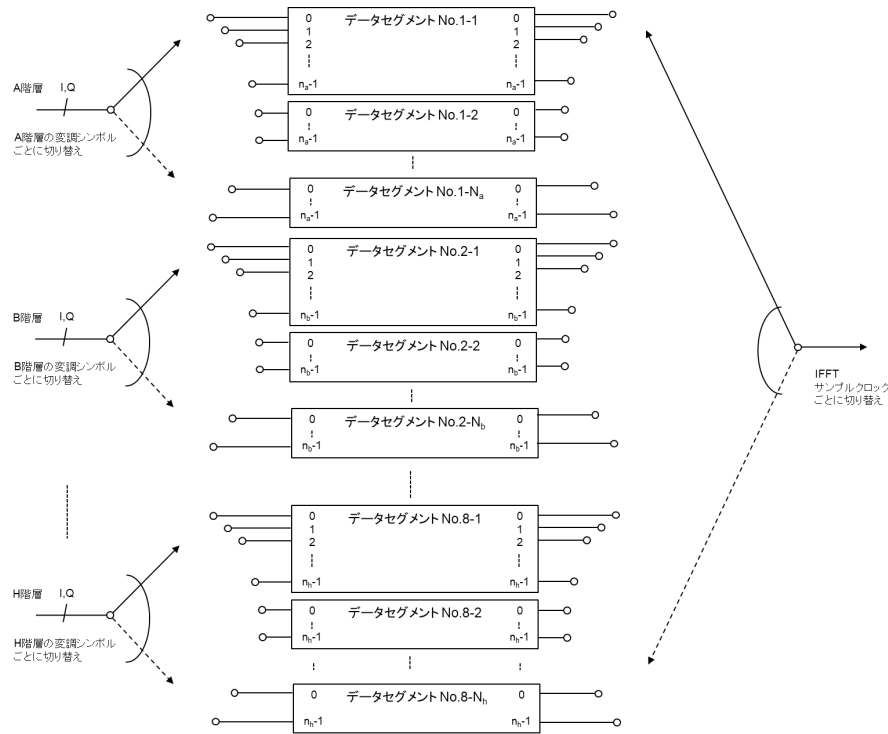 データセグメント No.1-1
0 0
1 1
2 2
nₐ-1 nₐ-1
A階層 I,Q
A階層の変調シンボル
ごとに切り替え
データセグメント No.1-2
0 0
nₐ-1 nₐ-1
データセグメント No.1-Nₐ
0 0
nₐ-1 nₐ-1
データセグメント No.2-1
0 0
1 1
2 2
n_b-1 n_b-1
B階層 I,Q
B階層の変調シンボル
ごとに切り替え
データセグメント No.2-2
0 0
n_b-1 n_b-1
データセグメント No.2-N_b
0 0
n_b-1 n_b-1
IFFT
サンプルクロック
ごとに切り替え
データセグメント No.8-1
0 0
1 1
2 2
nₕ-1 nₕ-1
H階層 I,Q
H階層の変調シンボル
ごとに切り替え
データセグメント No.8-2
0 0
nₕ-1 nₕ-1
データセグメント No.8-Nₕ
0 0
nₕ-1 nₕ-1